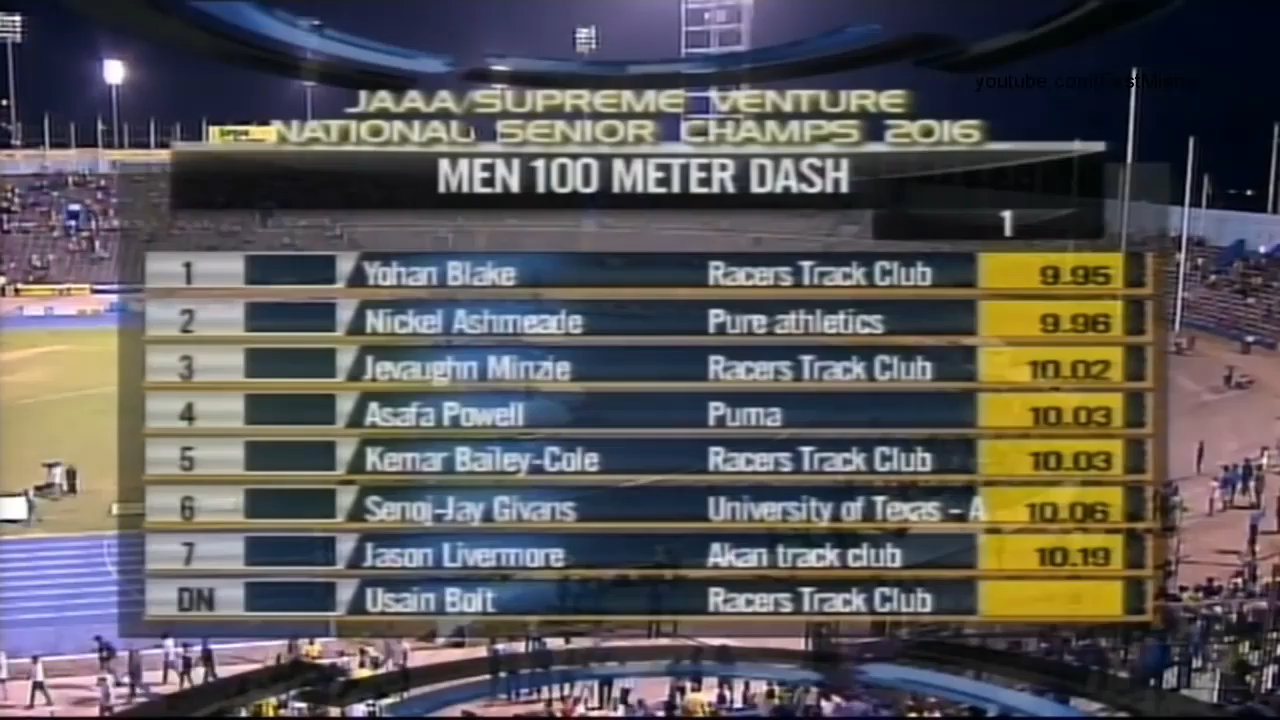 JAAA/SUPREME VENTURE
NATIONAL SENIOR CHAMPS 2016
MEN 100 METER DASH
1
1 Yohan Blake Racers Track Club 9.95
2 Nickel Ashmeade Pure athletics 9.96
3 Jevaughn Minzie Racers Track Club 10.02
4 Asafa Powell Puma 10.03
5 Kemar Bailey-Cole Racers Track Club 10.03
6 Senoj-Jay Givans University of Texas - A 10.06
7 Jason Livermore Akan track club 10.19
DN Usain Bolt Racers Track Club